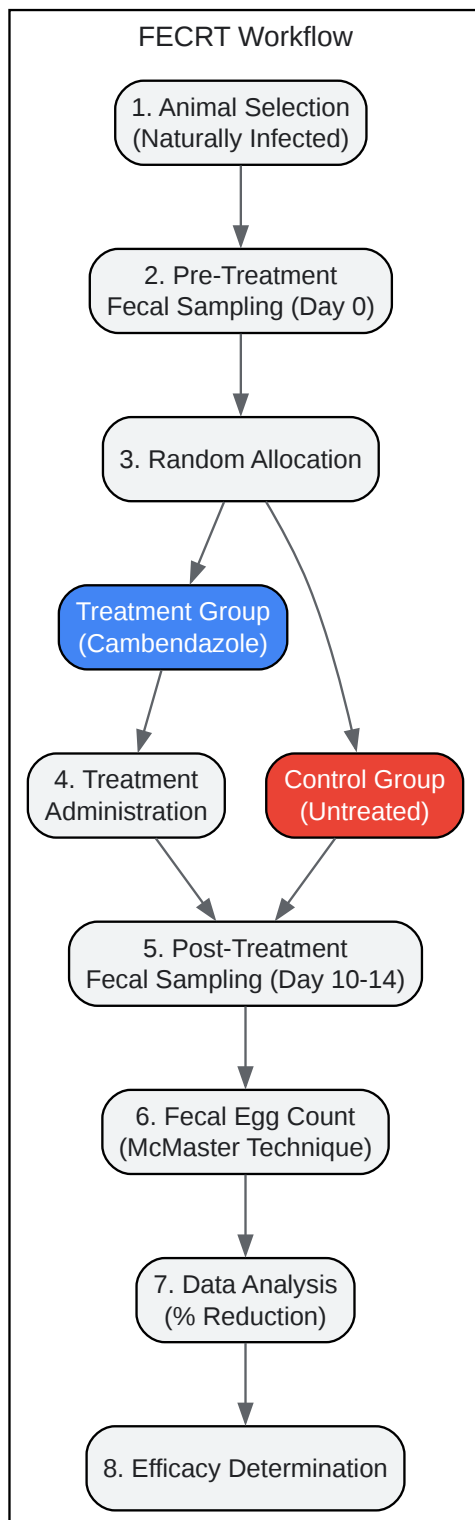 FECRT Workflow
1. Animal Selection
(Naturally Infected)
2. Pre-Treatment
Fecal Sampling (Day 0)
3. Random Allocation
Treatment Group
(Cambendazole)
4. Treatment
Administration
Control Group
(Untreated)
5. Post-Treatment
Fecal Sampling (Day 10-14)
6. Fecal Egg Count
(McMaster Technique)
7. Data Analysis
(% Reduction)
8. Efficacy Determination